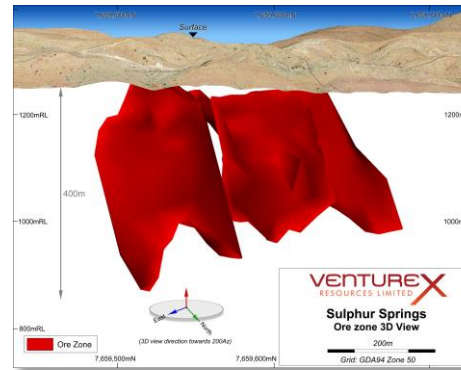 Surface
1200mRL
1200
400m
1000mRL
1000
800mRL
East
North
(3D view direction towards 200Az)
VENTUREX
RESOURCES LIMITED
Sulphur Springs
Ore zone 3D View
200m
Grid: GDA94 Zone 50
Ore Zone
7,659,500mN
7,659,600mN